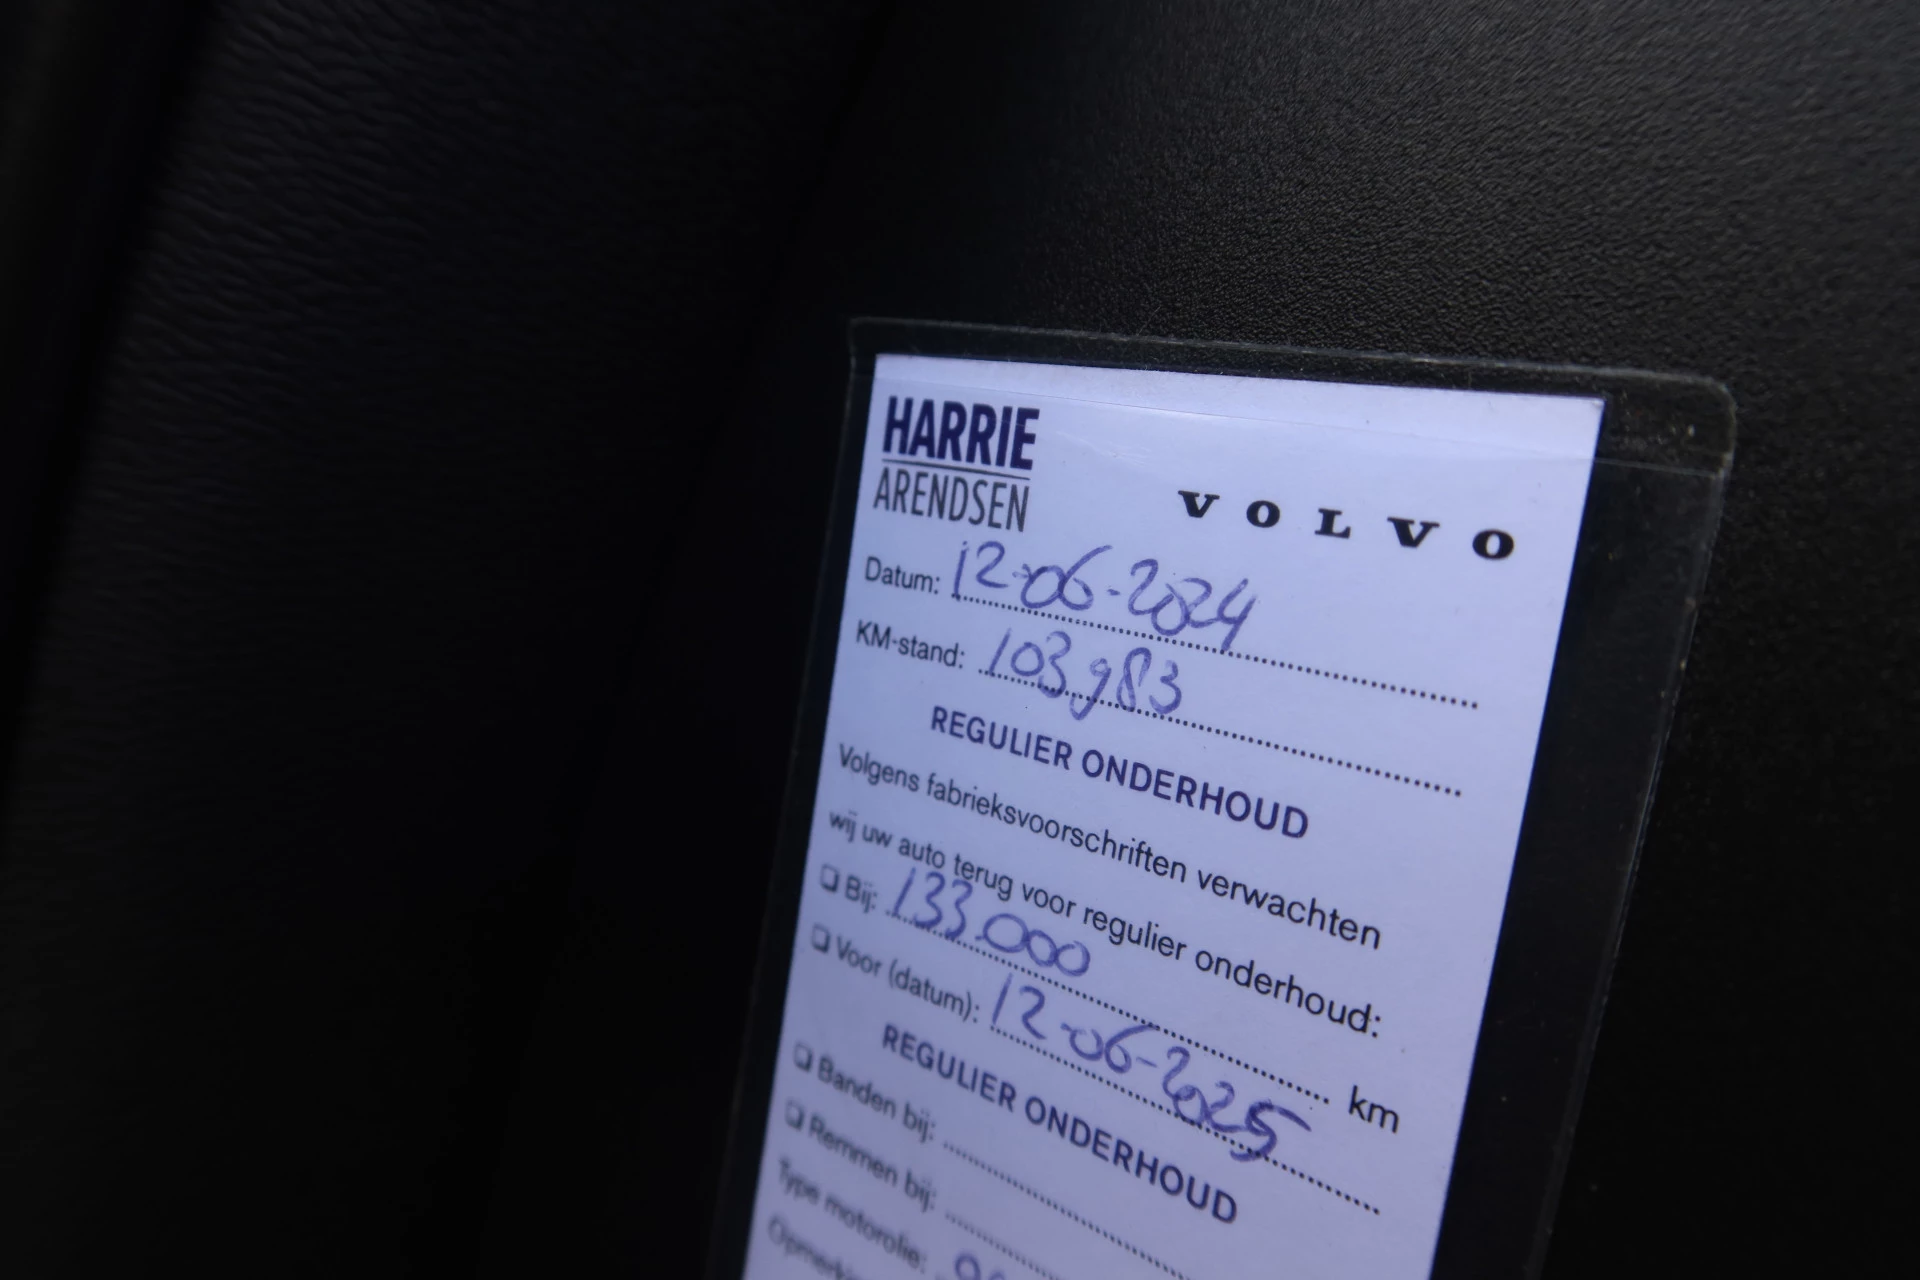 HARRIE
ARENDSEN
VOLVO
Datum: 12-06-2024
KM-stand: 103983
REGULIER ONDERHOUD
Volgens fabrieksvoorschriften verwachten
wij uw auto terug voor regulier onderhoud:
Bij: 133.000 km
Voor (datum): 12-06-2025
REGULIER ONDERHOUD
Banden bij:
Remmen bij:
Type motorolie: